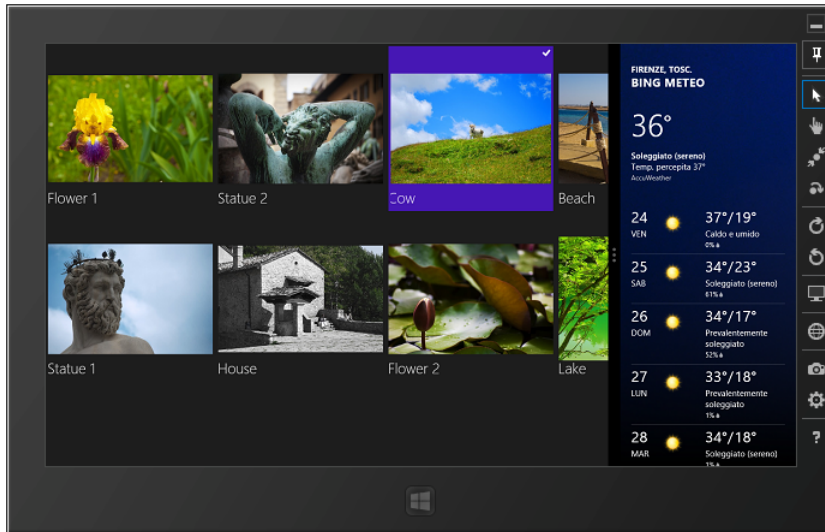 Flower 1
Statue 2
Cow
Beach
Statue 1
House
Flower 2
Lake
FIRENZE, TOSC.
BING METEO
36°
Soleggiato (sereno)
Temp. percepita 37°
AccuWeather
24 37°/19°
VEN Caldo e umido
0%
25 34°/23°
SAB Soleggiato (sereno)
61%
26 34°/17°
DOM Prevalentemente
soleggiato
52%
27 33°/18°
LUN Prevalentemente
soleggiato
1%
28 34°/18°
MAR Soleggiato (sereno)
1%
?